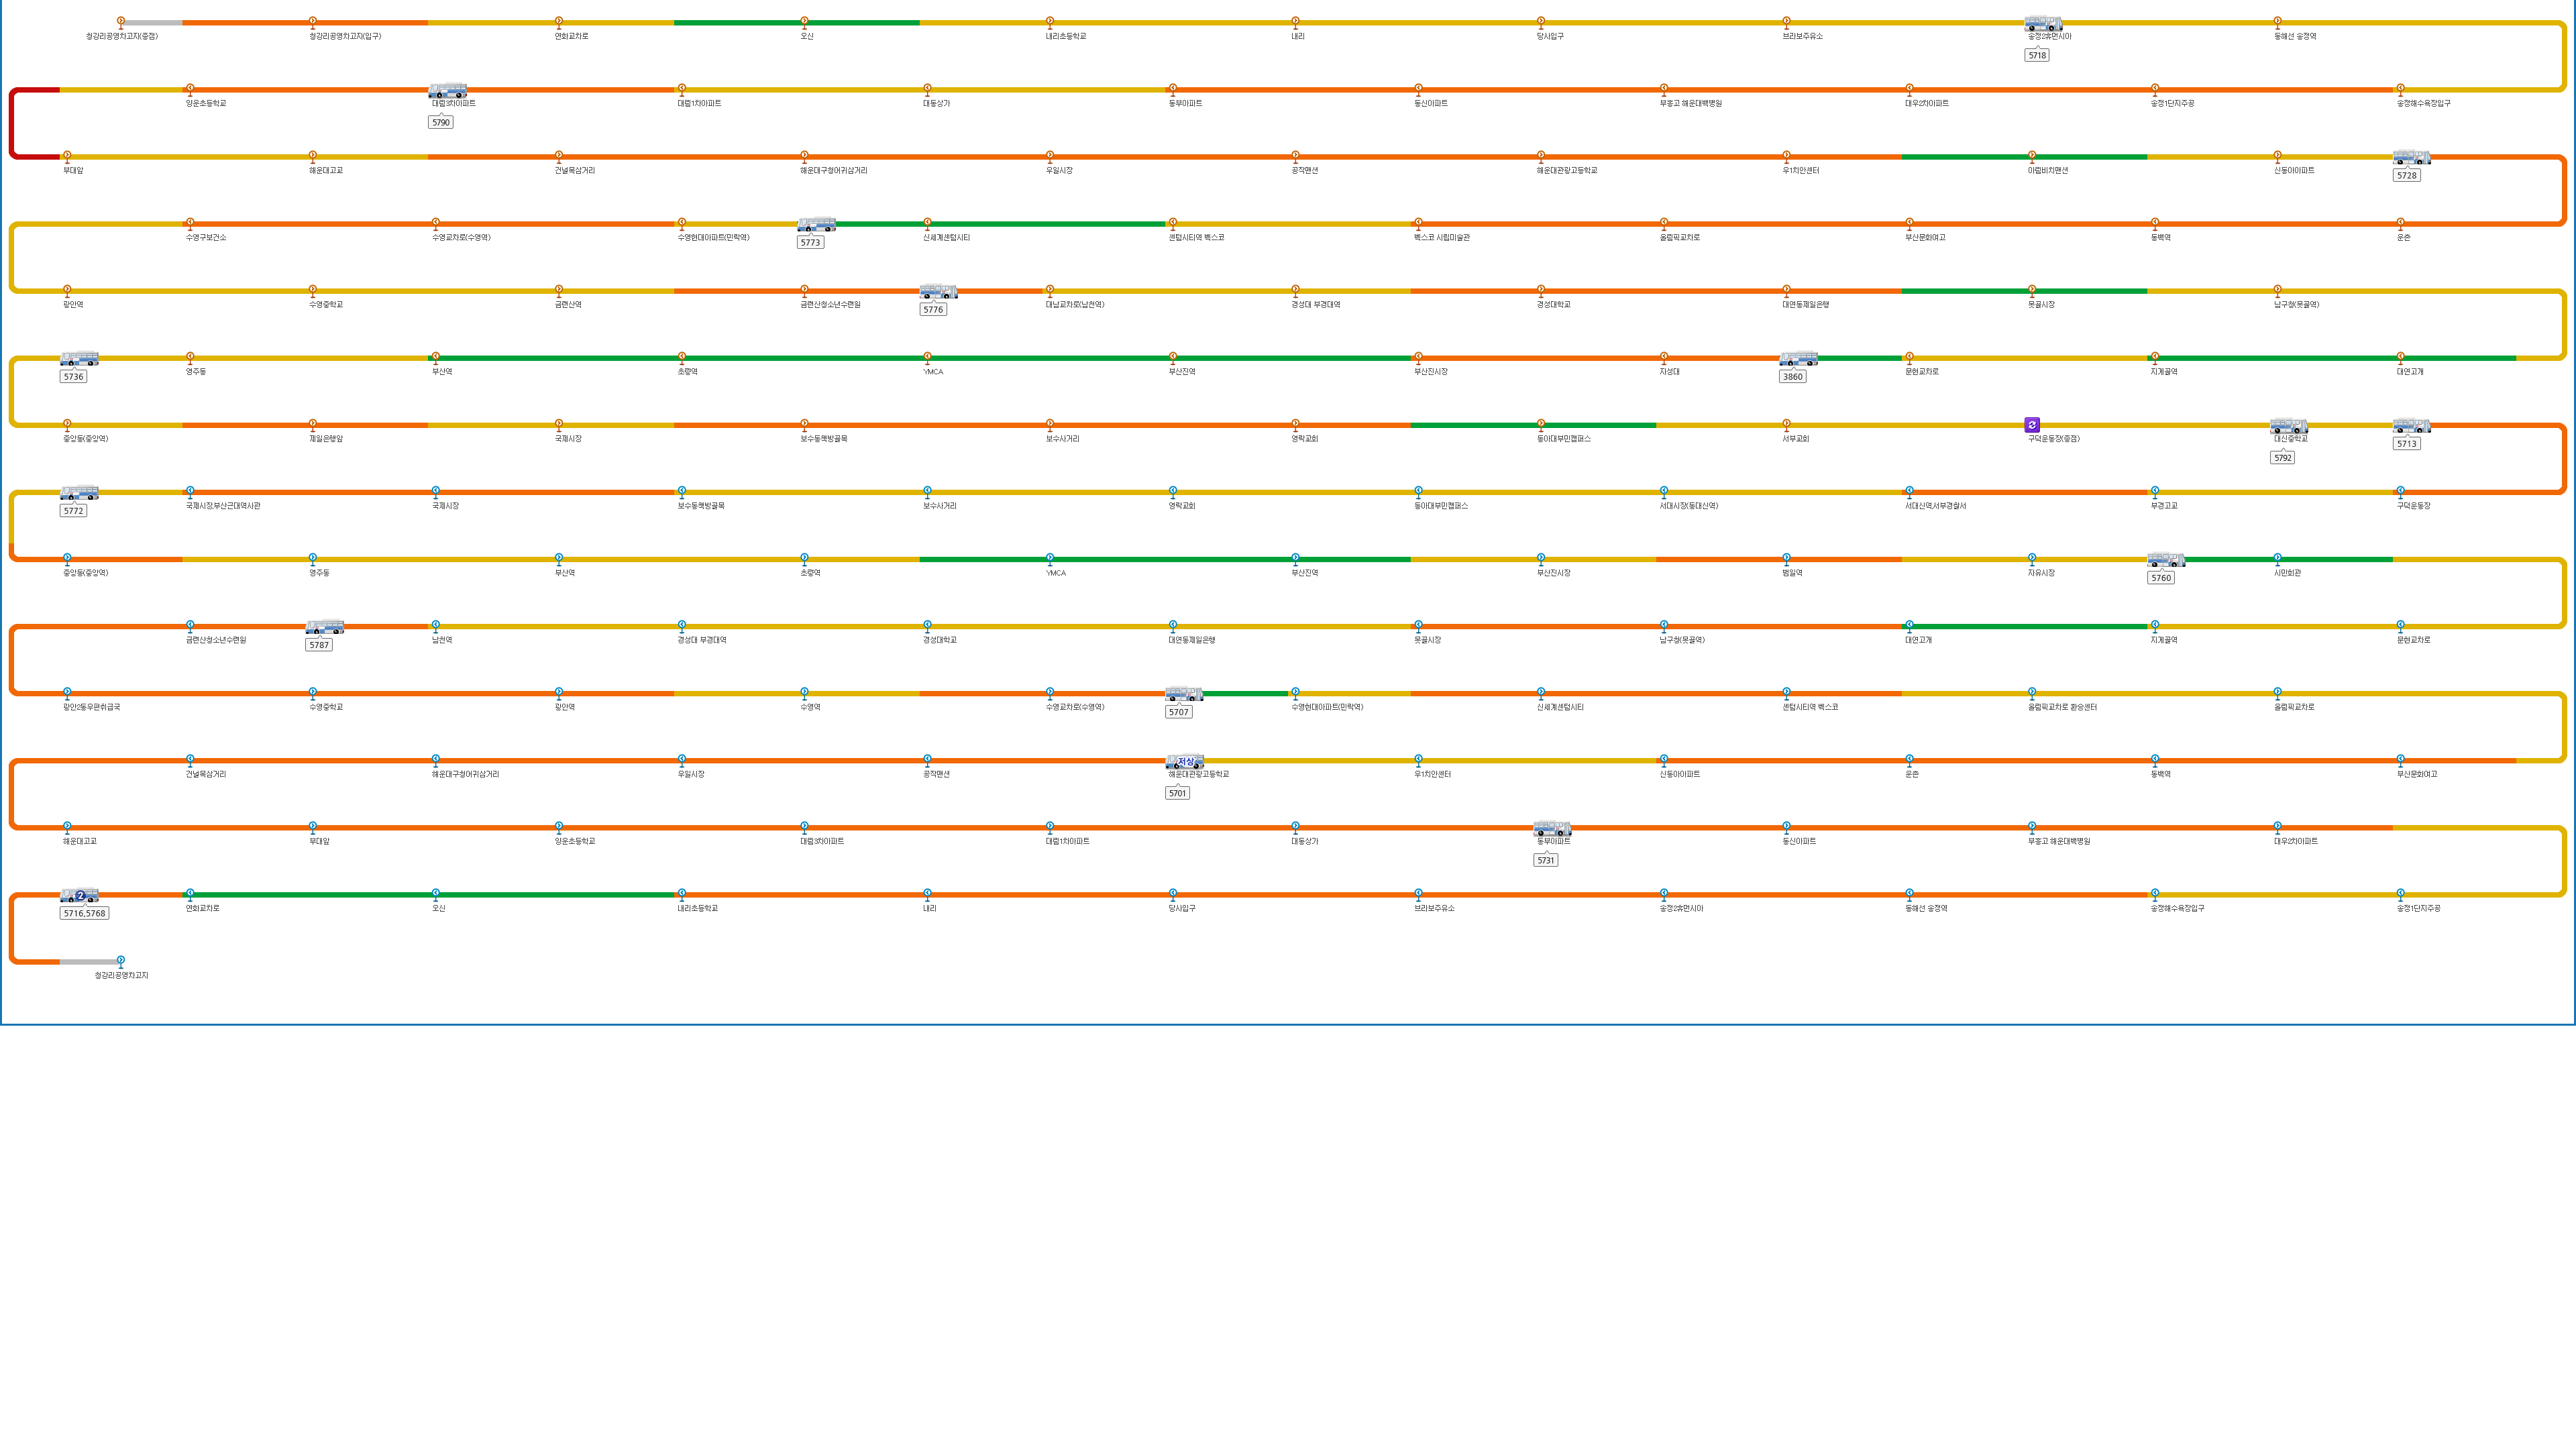 청강리공영차고지(종점) 청강리공영차고지(입구) 연화교차로 오신 내리초등학교 내리 당사입구 브라보주유소 송정2휴먼시아 동해선 송정역
5718
양운초등학교 대림3차아파트 대림1차아파트 대동상가 동부아파트 동신아파트 부흥고 해운대백병원 대우2차아파트 송정1단지주공 송정해수욕장입구
5790
부대앞 해운대고교 건널목삼거리 해운대구청어귀삼거리 우일시장 공작맨션 해운대관광고등학교 우1치안센터 아람비치맨션 신동아아파트
5728
수영구보건소 수영교차로(수영역) 수영현대아파트(민락역) 신세계센텀시티 센텀시티역 벡스코 벡스코 시립미술관 올림픽교차로 부산문화여고 동백역 운촌
5773
광안역 수영중학교 금련산역 금련산청소년수련원 대남교차로(남천역) 경성대 부경대역 경성대학교 대연동제일은행 못골시장 남구청(못골역)
5776
영주동 부산역 초량역 YMCA 부산진역 부산진시장 자성대 문현교차로 지게골역 대연고개
5736 3860
중앙동(중앙역) 제일은행앞 국제시장 보수동책방골목 보수사거리 영락교회 동아대부민캠퍼스 서부교회 구덕운동장(종점) 대신중학교
5713
5792
국제시장.부산근대역사관 국제시장 보수동책방골목 보수사거리 영락교회 동아대부민캠퍼스 서대시장(동대신역) 서대신역.서부경찰서 부경고교 구덕운동장
5772
중앙동(중앙역) 영주동 부산역 초량역 YMCA 부산진역 부산진시장 범일역 자유시장 시민회관
5760
금련산청소년수련원 남천역 경성대 부경대역 경성대학교 대연동제일은행 못골시장 남구청(못골역) 대연고개 지게골역 문현교차로
5787
광안2동우편취급국 수영중학교 광안역 수영역 수영교차로(수영역) 수영현대아파트(민락역) 신세계센텀시티 센텀시티역 벡스코 올림픽교차로 환승센터 올림픽교차로
5707
저상
건널목삼거리 해운대구청어귀삼거리 우일시장 공작맨션 해운대관광고등학교 우1치안센터 신동아아파트 운촌 동백역 부산문화여고
5701
해운대고교 부대앞 양운초등학교 대림3차아파트 대림1차아파트 대동상가 동부아파트 동신아파트 부흥고 해운대백병원 대우2차아파트
5731
2
연화교차로 오신 내리초등학교 내리 당사입구 브라보주유소 송정2휴먼시아 동해선 송정역 송정해수욕장입구 송정1단지주공
5716,5768
청강리공영차고지